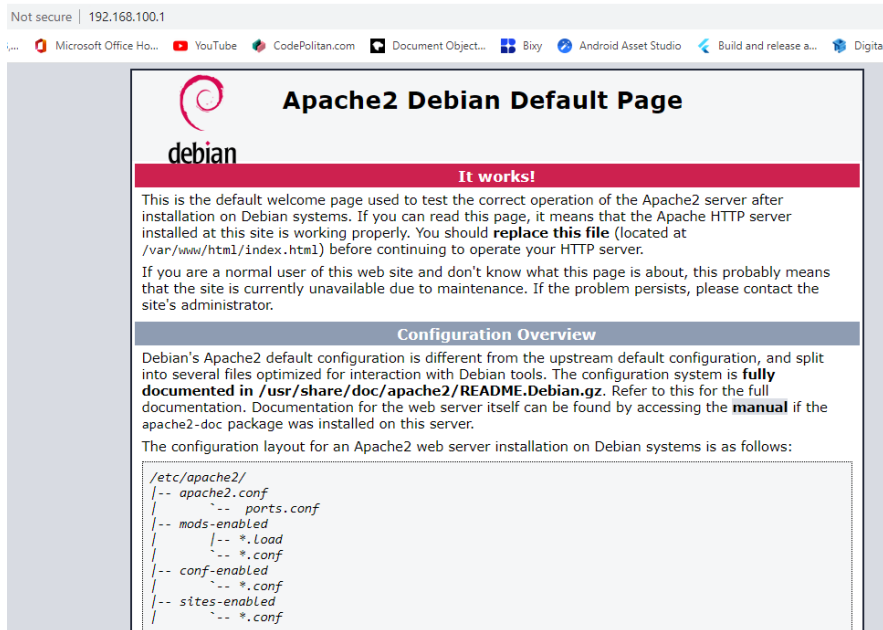 Not secure | 192.168.100.1
,... Microsoft Office Ho... YouTube CodePolitan.com Document Object... Bixy Android Asset Studio Build and release a... Digita
debian
Apache2 Debian Default Page
It works!
This is the default welcome page used to test the correct operation of the Apache2 server after
installation on Debian systems. If you can read this page, it means that the Apache HTTP server
installed at this site is working properly. You should replace this file (located at
/var/www/html/index.html) before continuing to operate your HTTP server.
If you are a normal user of this web site and don't know what this page is about, this probably means
that the site is currently unavailable due to maintenance. If the problem persists, please contact the
site's administrator.
Configuration Overview
Debian's Apache2 default configuration is different from the upstream default configuration, and split
into several files optimized for interaction with Debian tools. The configuration system is fully
documented in /usr/share/doc/apache2/README.Debian.gz. Refer to this for the full
documentation. Documentation for the web server itself can be found by accessing the manual if the
apache2-doc package was installed on this server.
The configuration layout for an Apache2 web server installation on Debian systems is as follows:
/etc/apache2/
|-- apache2.conf
|       `--  ports.conf
|-- mods-enabled
|       |-- *.load
|       `-- *.conf
|-- conf-enabled
|       `-- *.conf
|-- sites-enabled
|       `-- *.conf